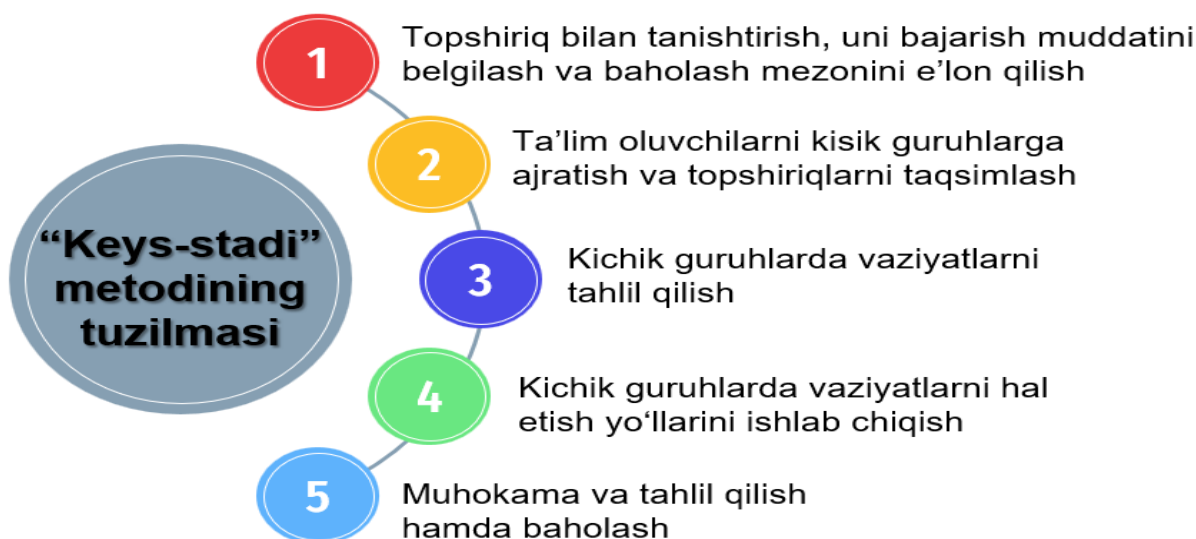 “Keys-stadi”
metodining
tuzilmasi
1
Topshiriq bilan tanishtirish, uni bajarish muddatini
belgilash va baholash mezonini e’lon qilish
2
Ta’lim oluvchilarni kisik guruhlarga
ajratish va topshiriqlarni taqsimlash
3
Kichik guruhlarda vaziyatlarni
tahlil qilish
4
Kichik guruhlarda vaziyatlarni hal
etish yo‘llarini ishlab chiqish
5
Muhokama va tahlil qilish
hamda baholash